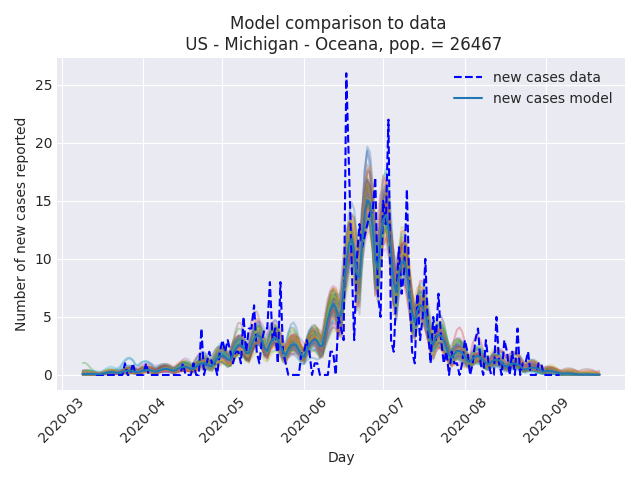 Model comparison to data
US - Michigan - Oceana, pop. = 26467
new cases data
new cases model
Number of new cases reported
25
20
15
10
5
0
2020-03
2020-04
2020-05
2020-06
2020-07
2020-08
2020-09
Day